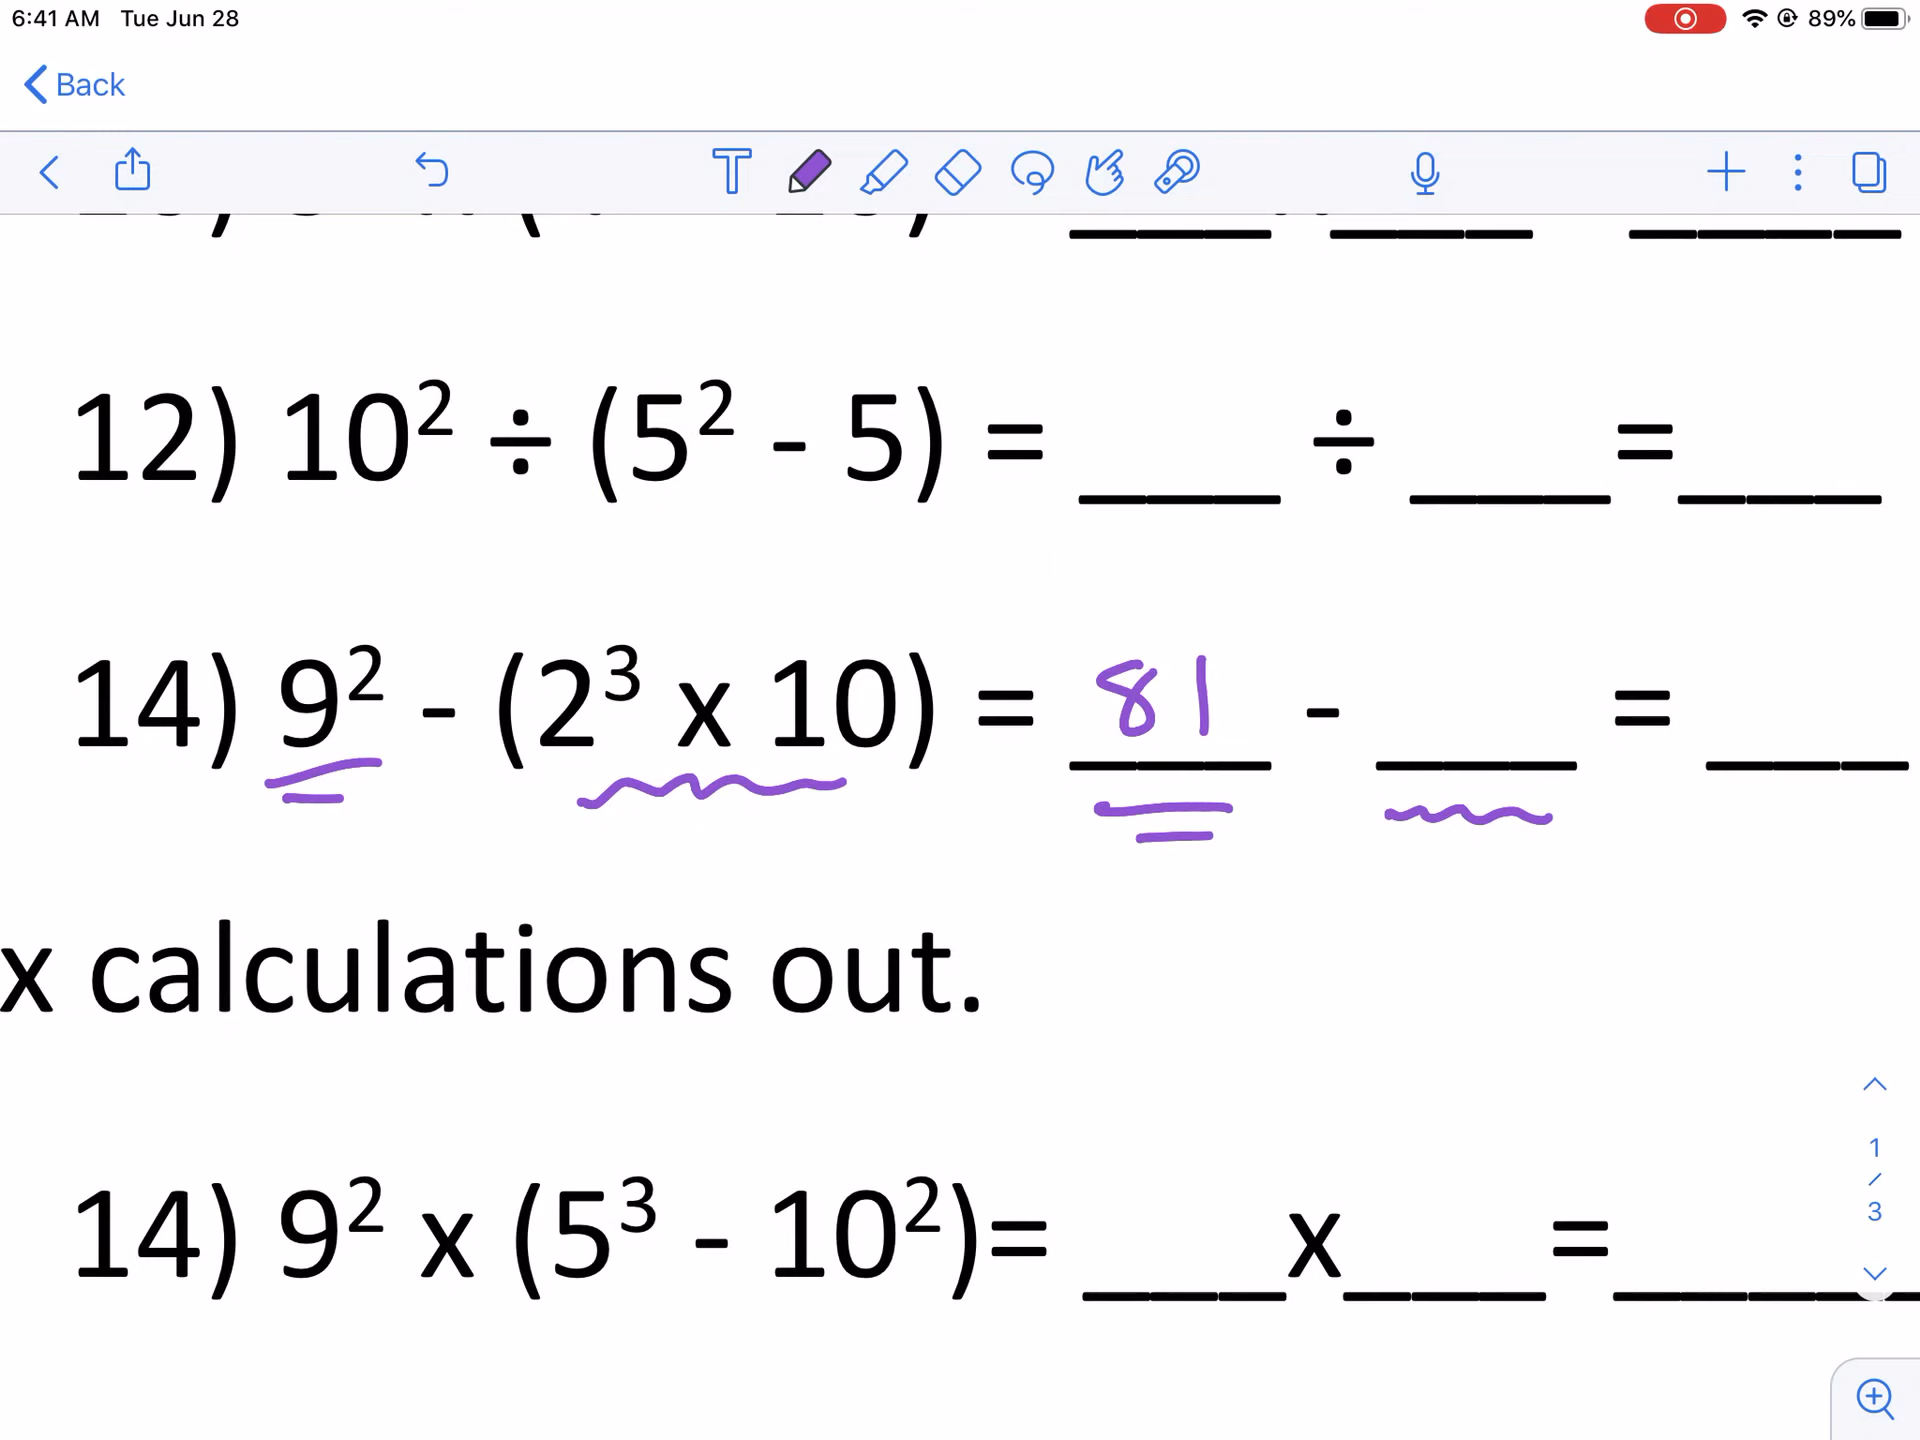 6:41 AM Tue Jun 28 89%
Back
12) 10² ÷ (5² - 5) = ___ ÷ ___=___
14) 9² - (2³ x 10) = 81 - ___ = ___
x calculations out.
14) 9² x (5³ - 10²)= ___x___=____
1
/
3